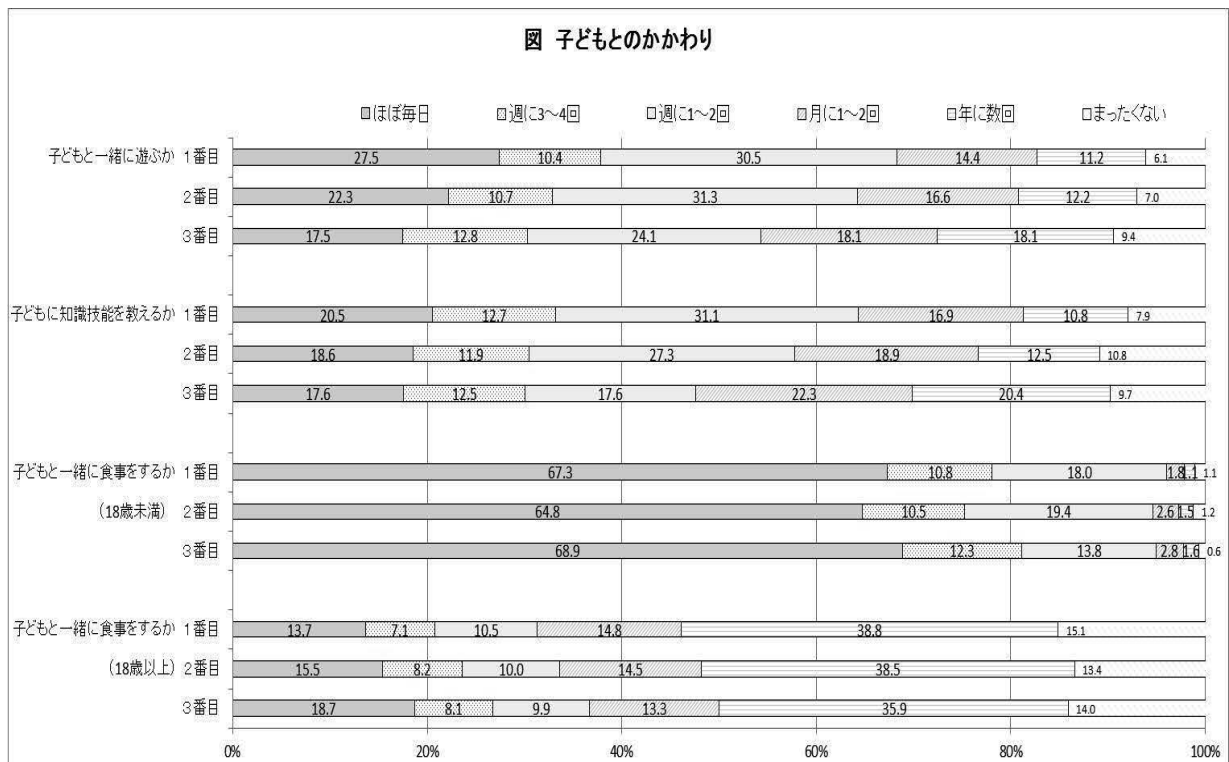 図 子どもとのかかわり
ほぼ毎日 週に3～4回 週に1～2回 月に1～2回 年に数回 まったくない
子どもと一緒に遊ぶか 1番目 27.5 10.4 30.5 14.4 11.2 6.1
2番目 22.3 10.7 31.3 16.6 12.2 7.0
3番目 17.5 12.8 24.1 18.1 18.1 9.4
子どもに知識技能を教えるか 1番目 20.5 12.7 31.1 16.9 10.8 7.9
2番目 18.6 11.9 27.3 18.9 12.5 10.8
3番目 17.6 12.5 17.6 22.3 20.4 9.7
子どもと一緒に食事をするか 1番目 67.3 10.8 18.0 1.8 1.1 1.1
（18歳未満） 2番目 64.8 10.5 19.4 2.6 1.5 1.2
3番目 68.9 12.3 13.8 2.8 1.6 0.6
子どもと一緒に食事をするか 1番目 13.7 7.1 10.5 14.8 38.8 15.1
（18歳以上） 2番目 15.5 8.2 10.0 14.5 38.5 13.4
3番目 18.7 8.1 9.9 13.3 35.9 14.0
0% 20% 40% 60% 80% 100%